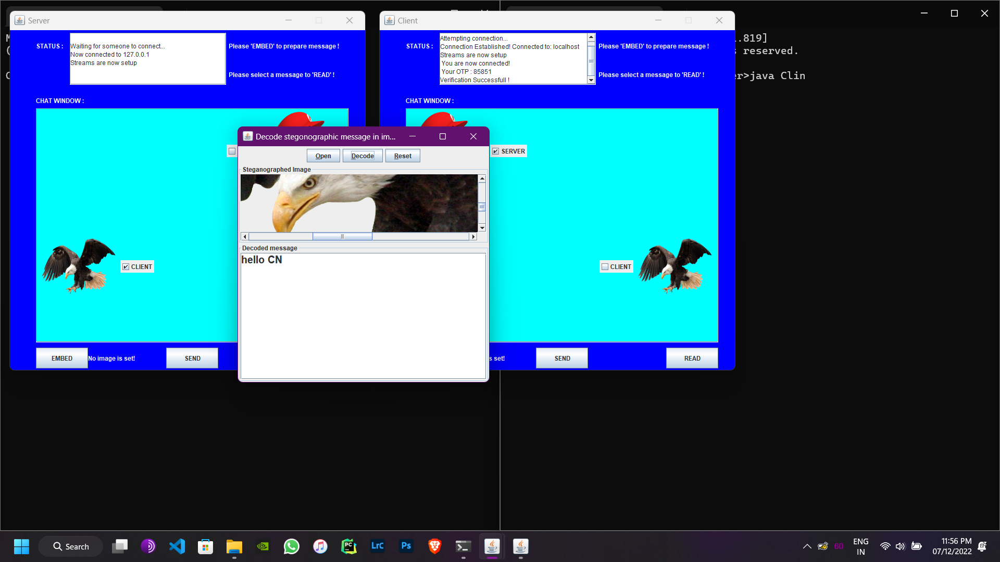 Server
STATUS :
Waiting for someone to connect...
Now connected to 127.0.0.1
Streams are now setup
Please 'EMBED' to prepare message !
Please select a message to 'READ' !
CHAT WINDOW :
CLIENT
EMBED
No image is set!
SEND
Client
STATUS :
Attempting connection...
Connection Established! Connected to: localhost
Streams are now setup
You are now connected!
Your OTP : 85851
Verification Successfull !
Please 'EMBED' to prepare message !
Please select a message to 'READ' !
CHAT WINDOW :
SERVER
CLIENT
s set!
SEND
READ
Decode stegonographic message in im...
Open
Decode
Reset
Steganographed Image
Decoded message
hello CN
.819]
reserved.
er>java Clin
Search
PC
LrC
Ps
60
ENG
IN
11:56 PM
07/12/2022